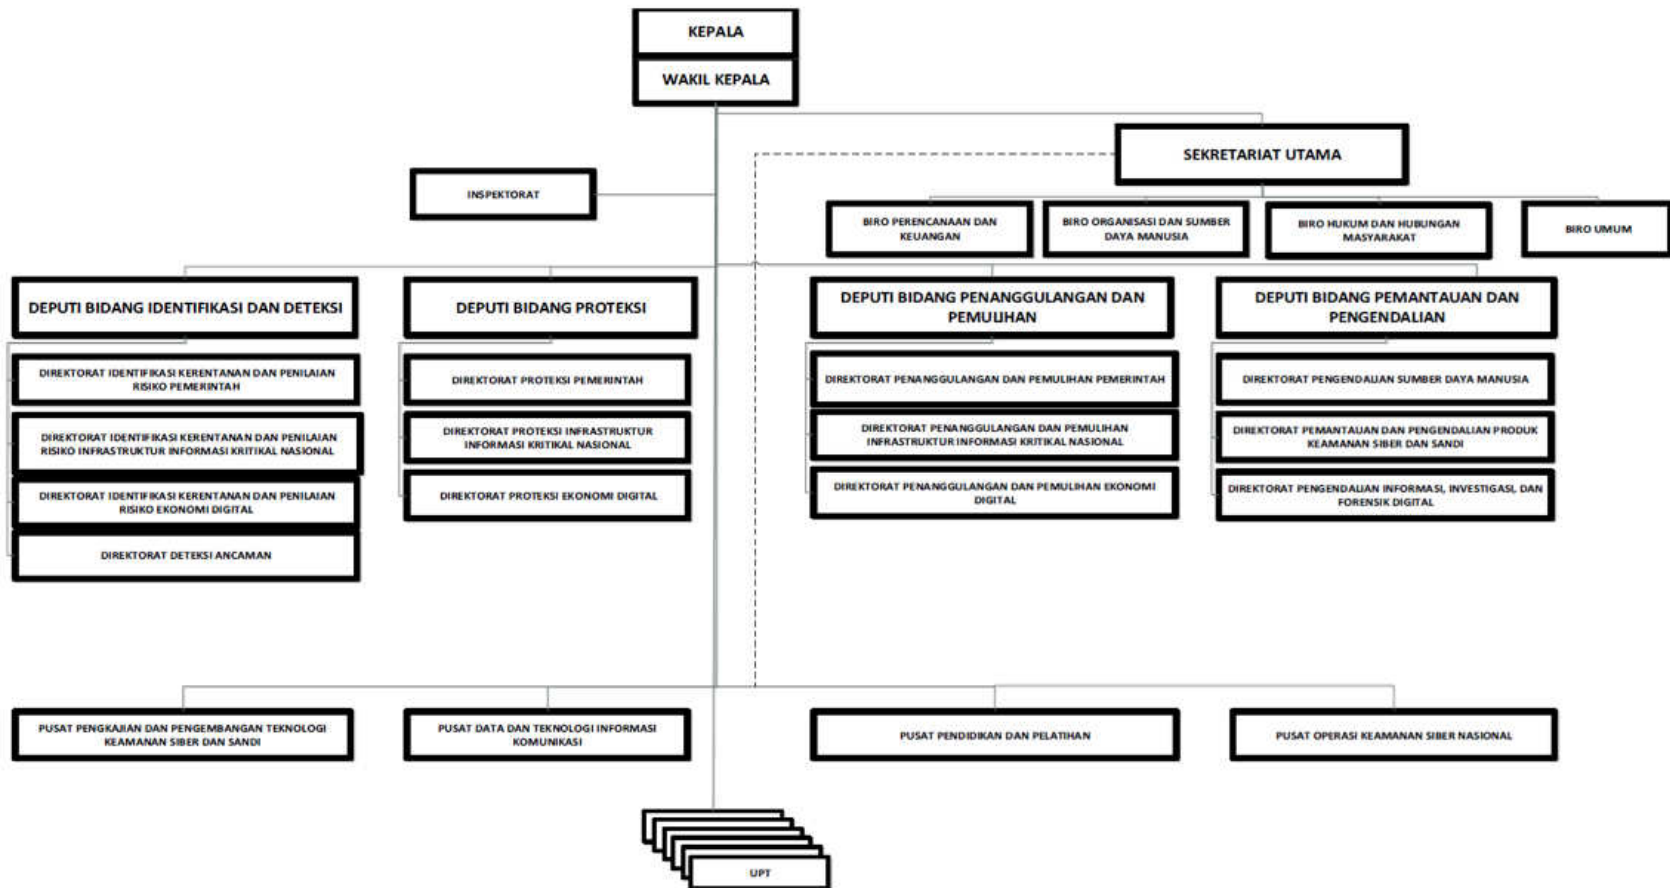 KEPALA
WAKIL KEPALA
SEKRETARIAT UTAMA
INSPEKTORAT
BIRO PERENCANAAN DAN
KEUANGAN
BIRO ORGANISASI DAN SUMBER
DAYA MANUSIA
BIRO HUKUM DAN HUBUNGAN
MASYARAKAT
BIRO UMUM
DEPUTI BIDANG IDENTIFIKASI DAN DETEKSI
DIREKTORAT IDENTIFIKASI KERENTANAN DAN PENILAIAN
RISIKO PEMERINTAH
DIREKTORAT IDENTIFIKASI KERENTANAN DAN PENILAIAN
RISIKO INFRASTRUKTUR INFORMASI KRITIKAL NASIONAL
DIREKTORAT IDENTIFIKASI KERENTANAN DAN PENILAIAN
RISIKO EKONOMI DIGITAL
DIREKTORAT DETEKSI ANCAMAN
DEPUTI BIDANG PROTEKSI
DIREKTORAT PROTEKSI PEMERINTAH
DIREKTORAT PROTEKSI INFRASTRUKTUR
INFORMASI KRITIKAL NASIONAL
DIREKTORAT PROTEKSI EKONOMI DIGITAL
DEPUTI BIDANG PENANGGULANGAN DAN
PEMULIHAN
DIREKTORAT PENANGGULANGAN DAN PEMULIHAN PEMERINTAH
DIREKTORAT PENANGGULANGAN DAN PEMULIHAN
INFRASTRUKTUR INFORMASI KRITIKAL NASIONAL
DIREKTORAT PENANGGULANGAN DAN PEMULIHAN EKONOMI
DIGITAL
DEPUTI BIDANG PEMANTAUAN DAN
PENGENDALIAN
DIREKTORAT PENGENDALIAN SUMBER DAYA MANUSIA
DIREKTORAT PEMANTAUAN DAN PENGENDALIAN PRODUK
KEAMANAN SIBER DAN SANDI
DIREKTORAT PENGENDALIAN INFORMASI, INVESTIGASI, DAN
FORENSIK DIGITAL
PUSAT PENGKAJIAN DAN PENGEMBANGAN TEKNOLOGI
KEAMANAN SIBER DAN SANDI
PUSAT DATA DAN TEKNOLOGI INFORMASI
KOMUNIKASI
PUSAT PENDIDIKAN DAN PELATIHAN
PUSAT OPERASI KEAMANAN SIBER NASIONAL
UPT